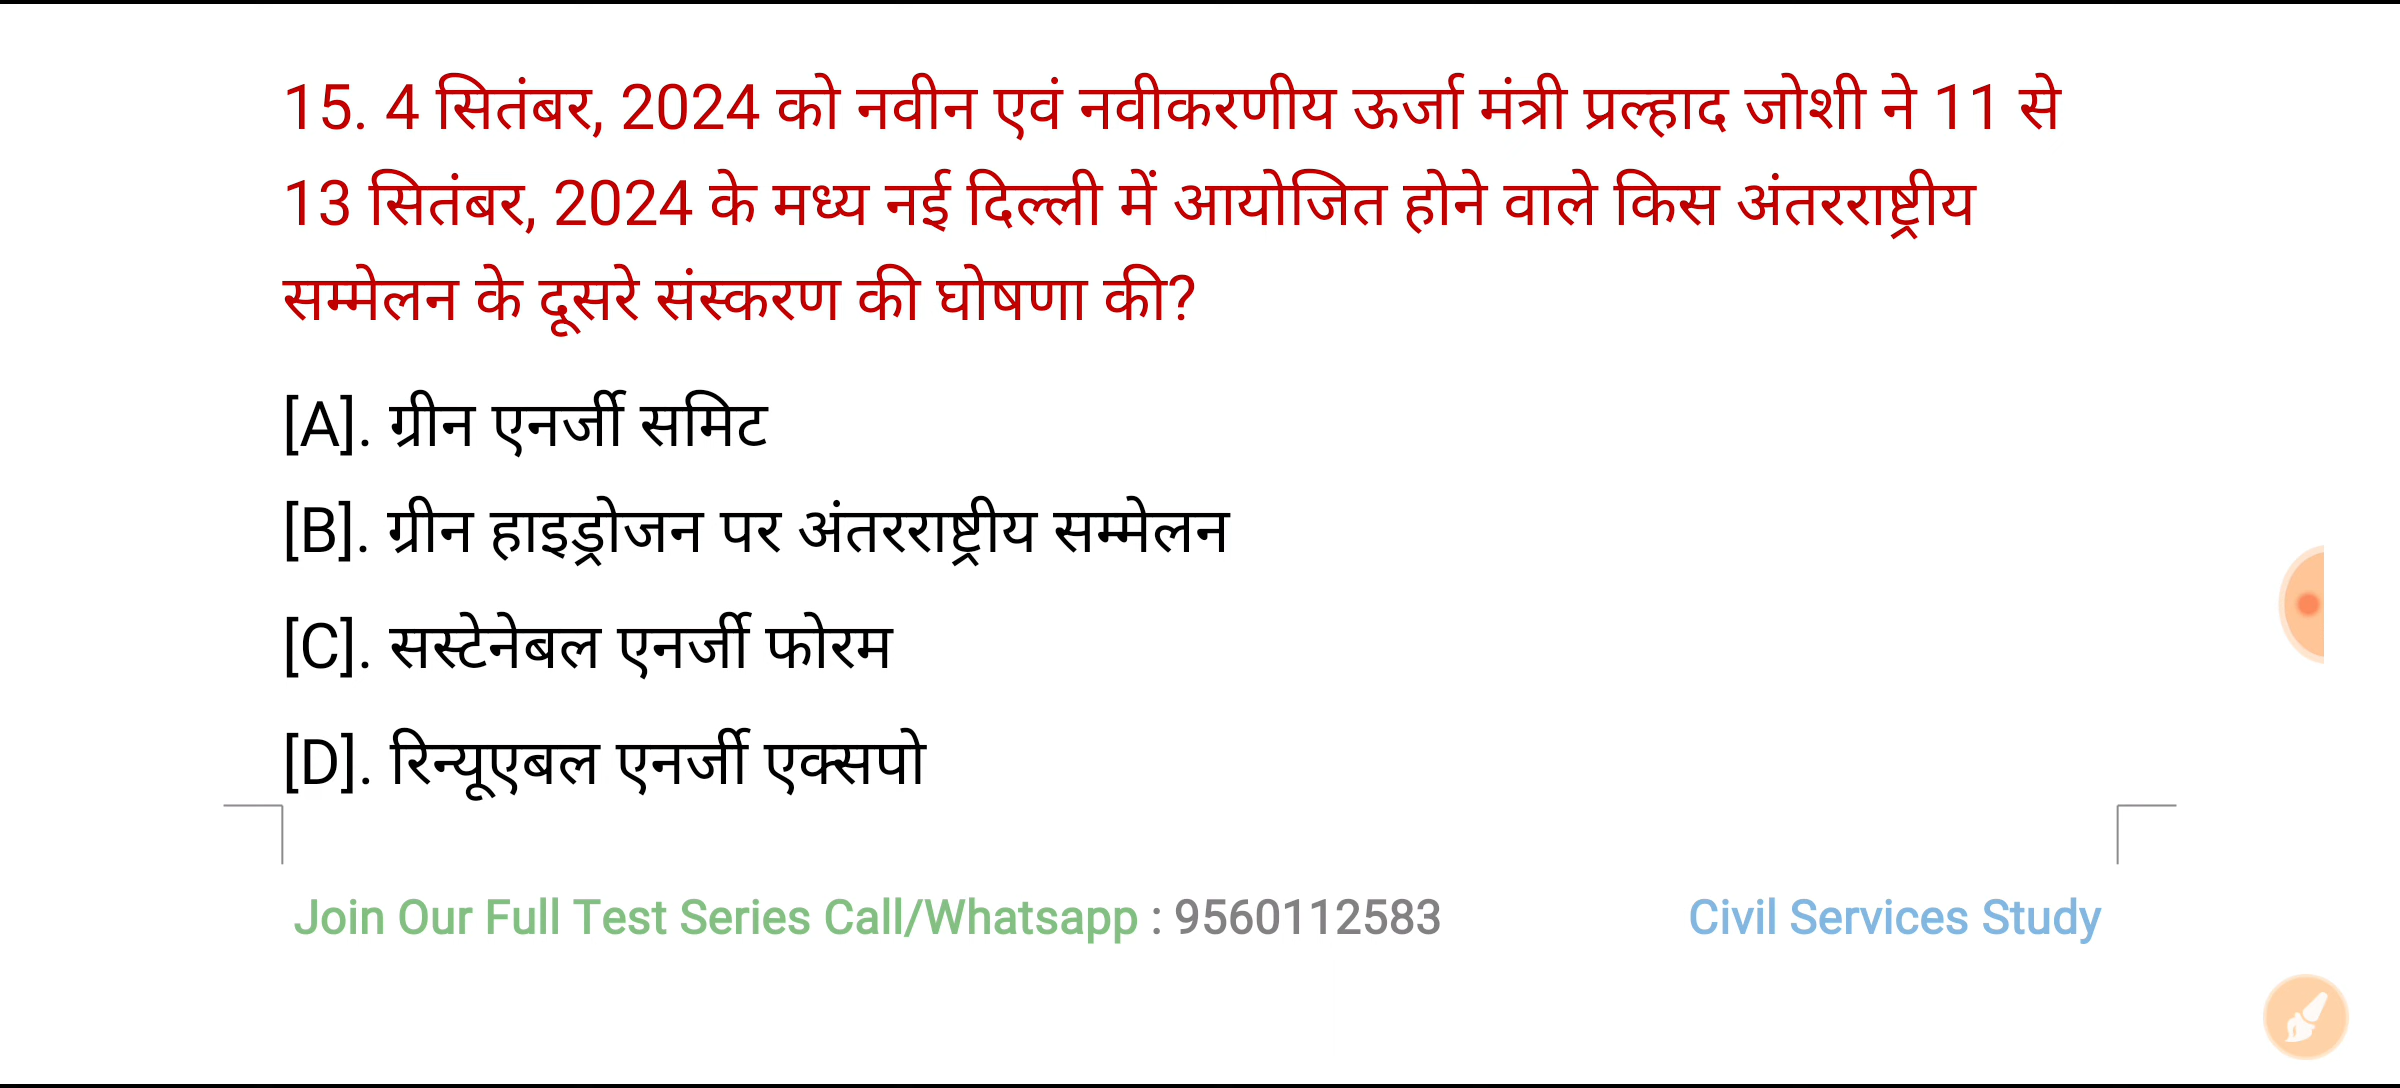 15. 4 सितंबर, 2024 को नवीन एवं नवीकरणीय ऊर्जा मंत्री प्रल्हाद जोशी ने 11 से
13 सितंबर, 2024 के मध्य नई दिल्ली में आयोजित होने वाले किस अंतरराष्ट्रीय
सम्मेलन के दूसरे संस्करण की घोषणा की?
[A]. ग्रीन एनर्जी समिट
[B]. ग्रीन हाइड्रोजन पर अंतरराष्ट्रीय सम्मेलन
[C]. सस्टेनेबल एनर्जी फोरम
[D]. रिन्यूएबल एनर्जी एक्सपो
Join Our Full Test Series Call/Whatsapp : 9560112583 Civil Services Study